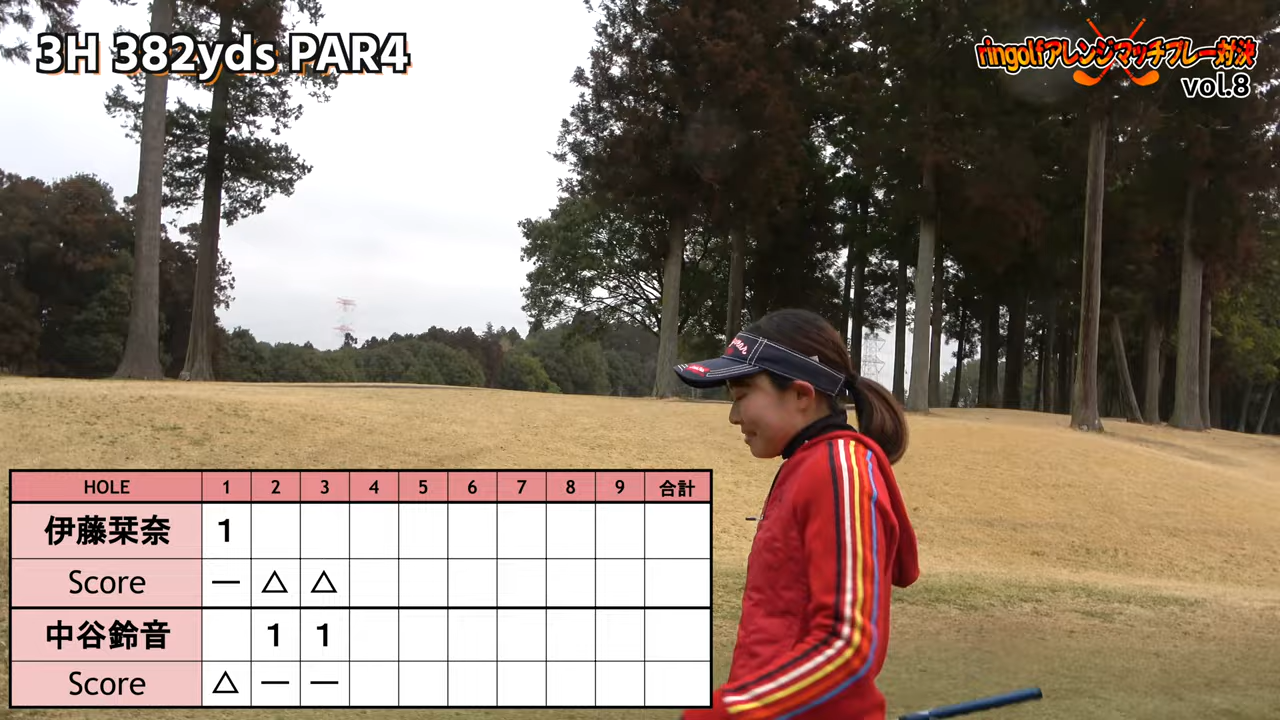 3H 382yds PAR4
ringolfアレンジマッチプレー対決
vol.8
HOLE 1 2 3 4 5 6 7 8 9 合計
伊藤栞奈 1
Score — △ △
中谷鈴音 1 1
Score △ — —